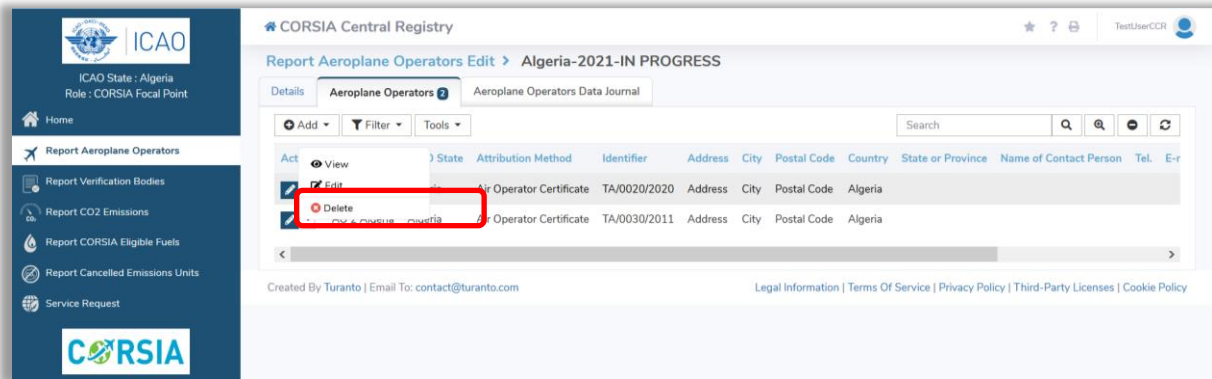 ICAO
ICAO State : Algeria
Role : CORSIA Focal Point
Home
Report Aeroplane Operators
Report Verification Bodies
Report CO2 Emissions
Report CORSIA Eligible Fuels
Report Cancelled Emissions Units
Service Request
CORSIA
CORSIA Central Registry
? TestUserCCR
Report Aeroplane Operators Edit > Algeria-2021-IN PROGRESS
Details Aeroplane Operators 2 Aeroplane Operators Data Journal
Add Filter Tools Search
Act State Attribution Method Identifier Address City Postal Code Country State or Province Name of Contact Person Tel.
View
Edit
Delete
Air Operator Certificate TA/0020/2020 Address City Postal Code Algeria
AO 2 Algeria Algeria Air Operator Certificate TA/0030/2011 Address City Postal Code Algeria
Created By Turanto | Email To: contact@turanto.com Legal Information | Terms Of Service | Privacy Policy | Third-Party Licenses | Cookie Policy